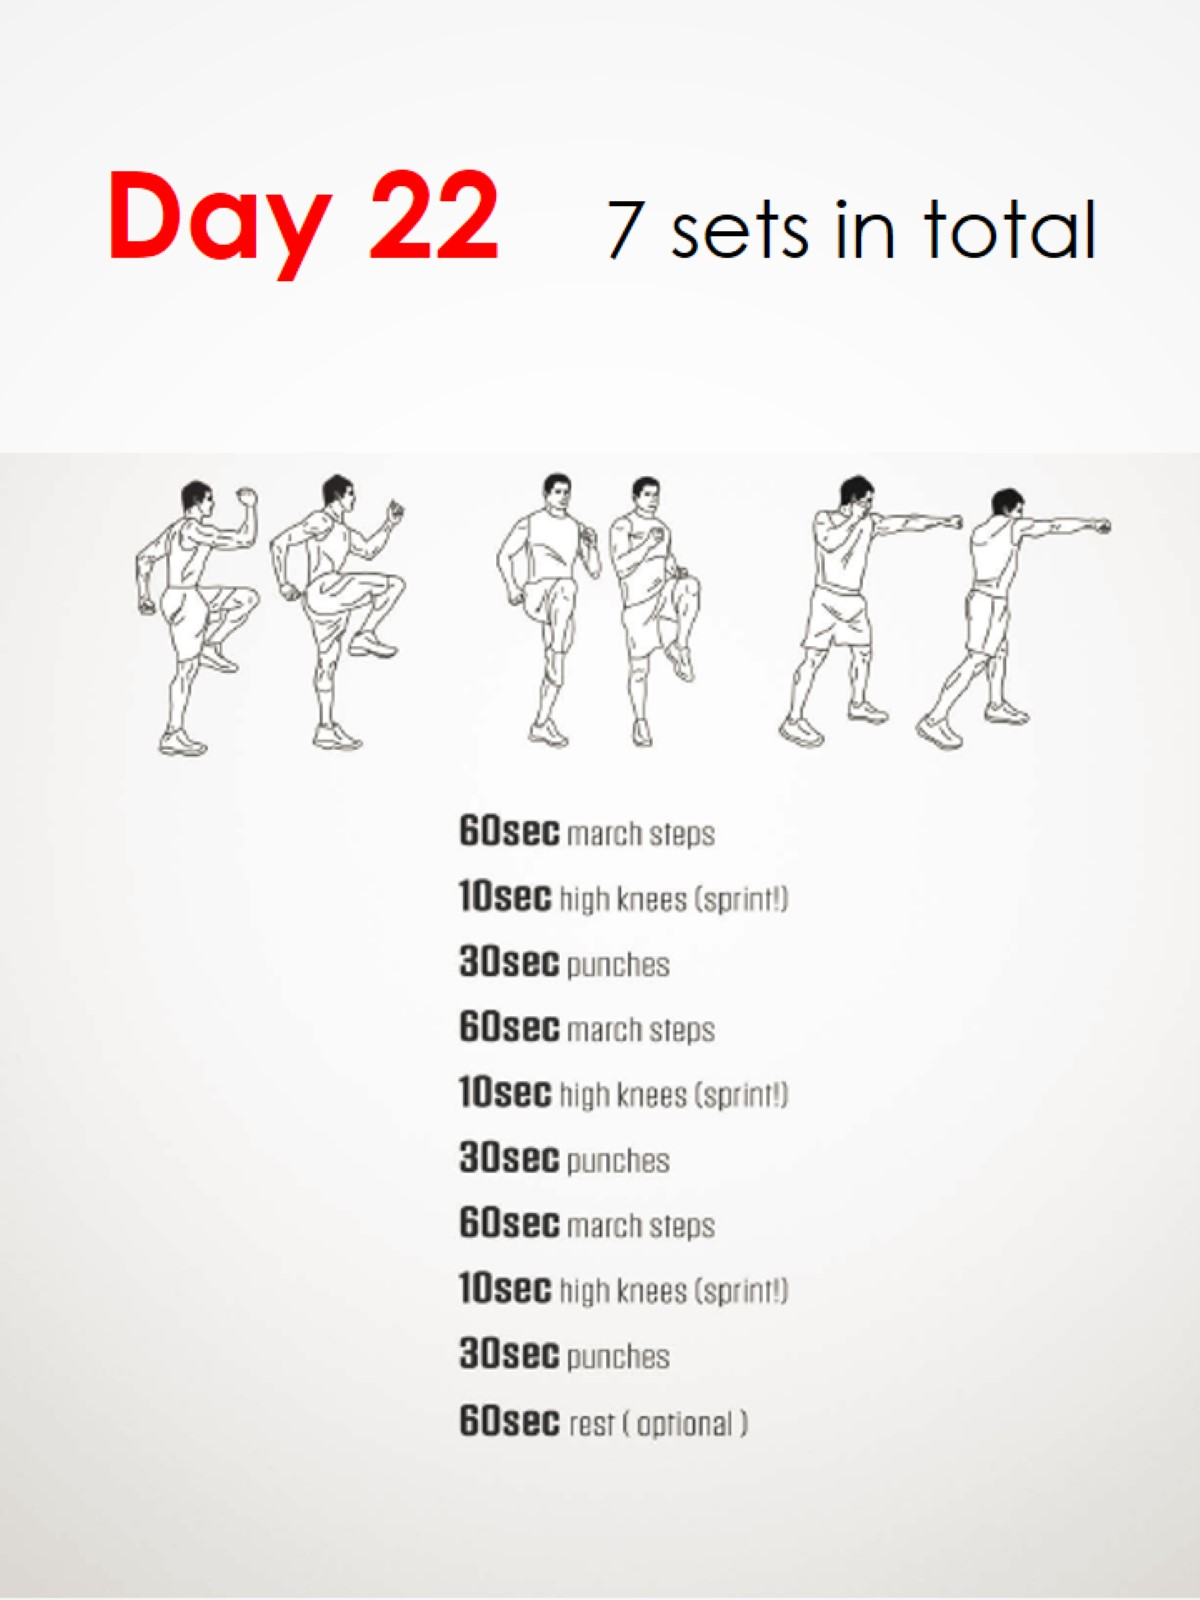 Day 22 7 sets in total
60sec march steps
10sec high knees (sprint!)
30sec punches
60sec march steps
10sec high knees (sprint!)
30sec punches
60sec march steps
10sec high knees (sprint!)
30sec punches
60sec rest ( optional )